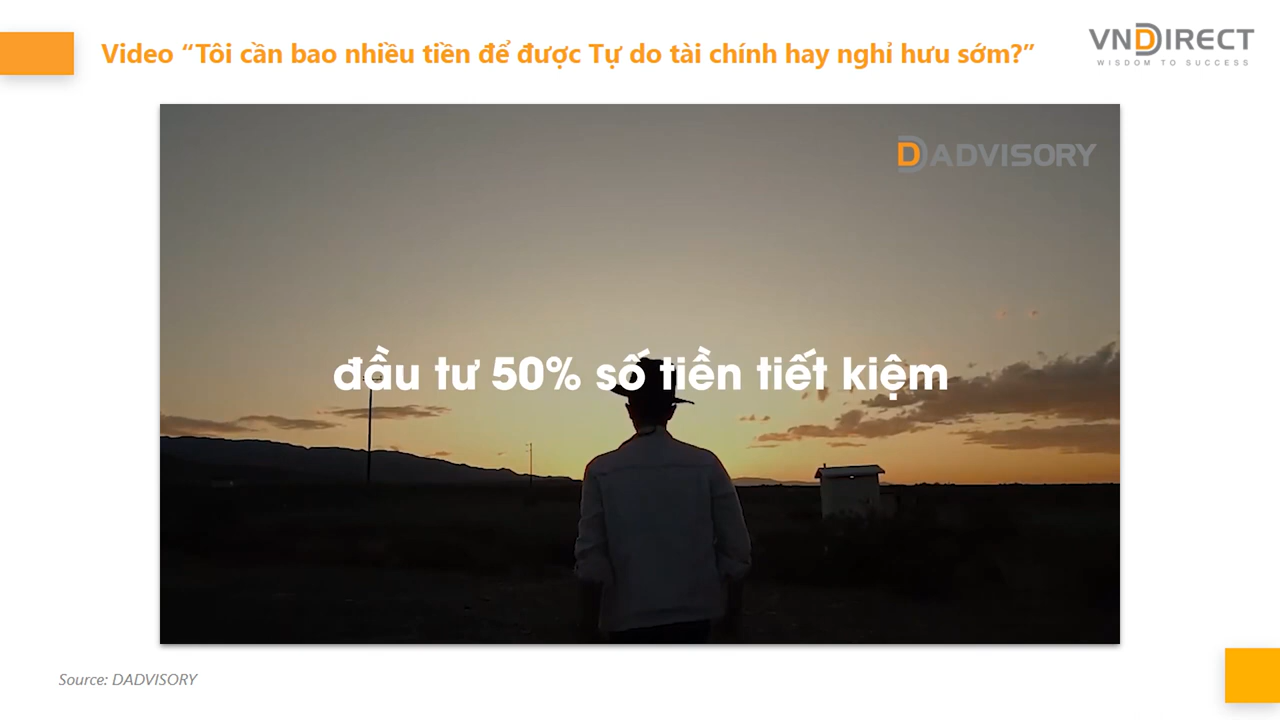 Video “Tôi cần bao nhiều tiền để được Tự do tài chính hay nghỉ hưu sớm?”
VNDIRECT
WISDOM TO SUCCESS
DADVISORY
đầu tư 50% số tiền tiết kiệm
Source: DADVISORY